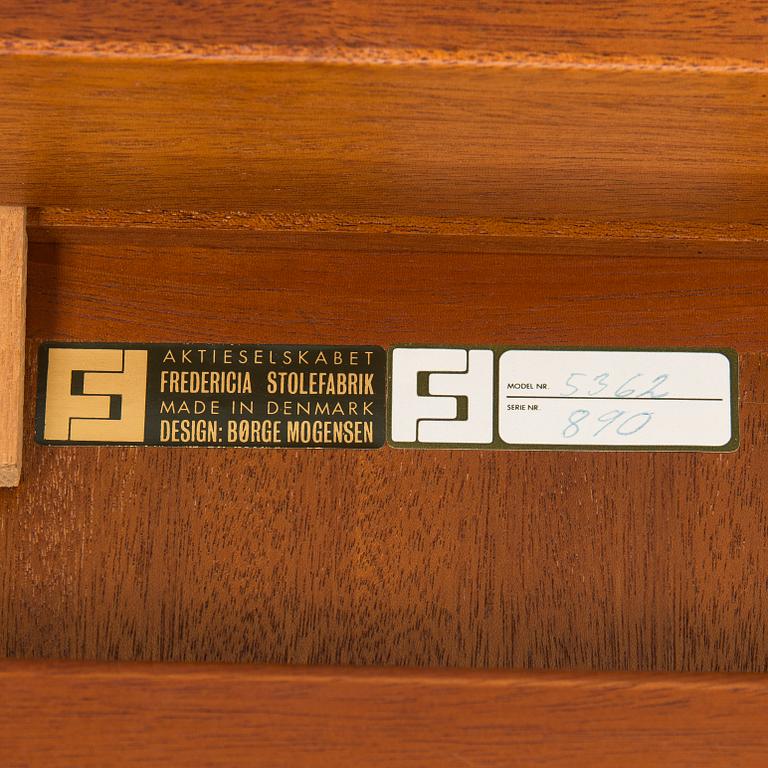 AKTIESELSKABET
FREDERICIA STOLEFABRIK
MADE IN DENMARK
DESIGN: BØRGE MOGENSEN
MODEL NR. 5362
SERIE NR. 890